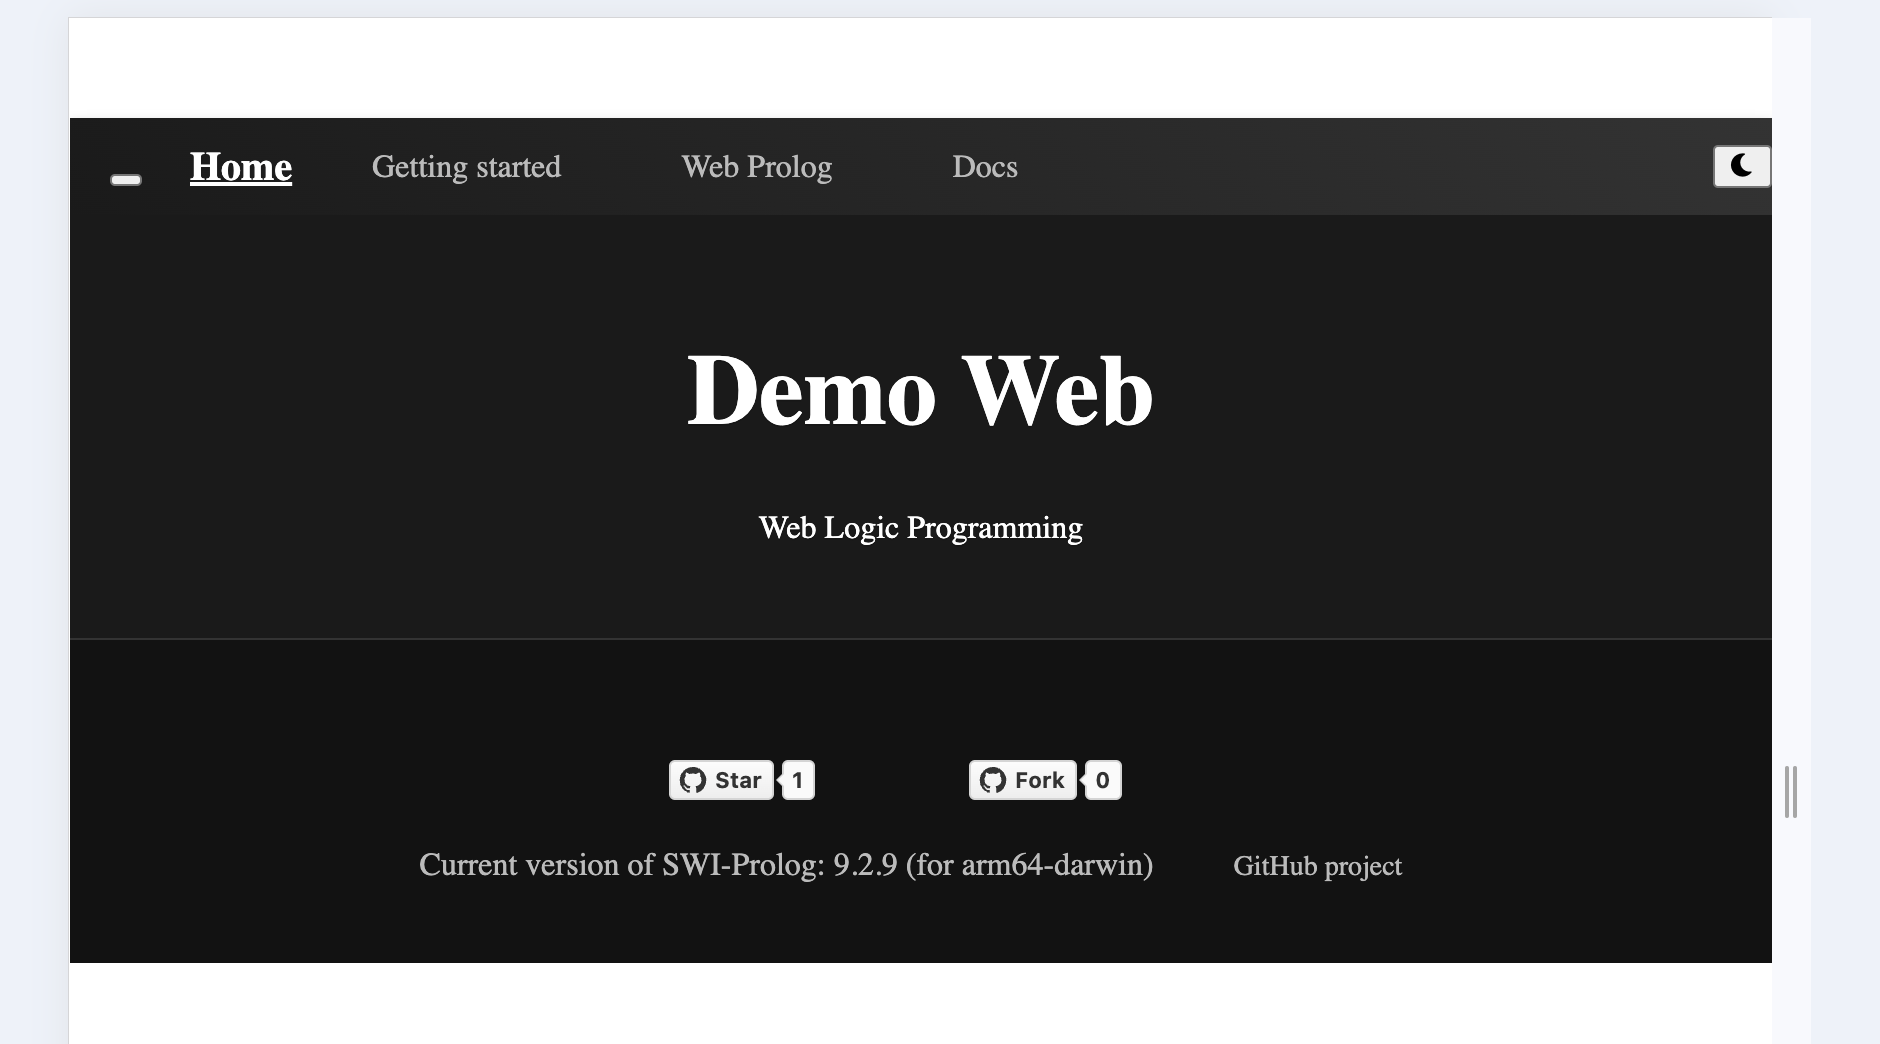 Home Getting started Web Prolog Docs
Demo Web
Web Logic Programming
Star 1 Fork 0
Current version of SWI-Prolog: 9.2.9 (for arm64-darwin) GitHub project